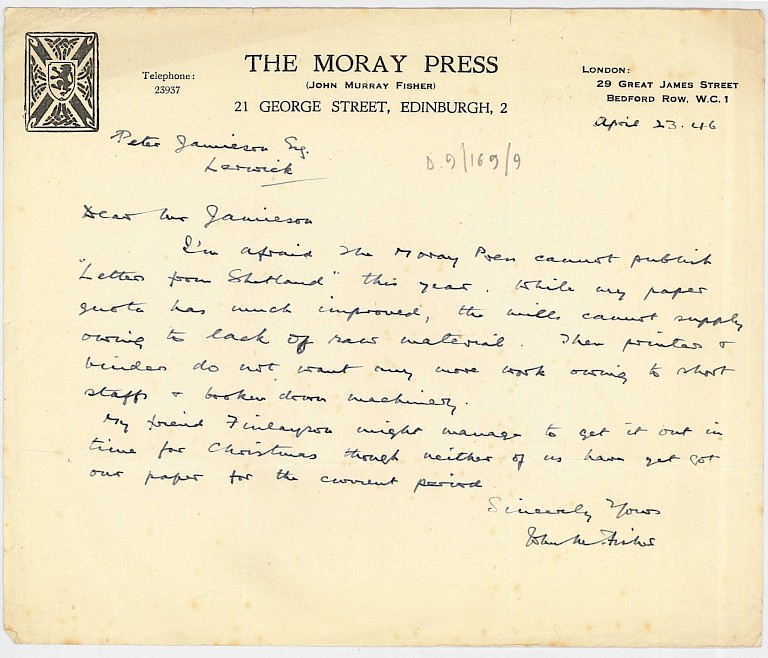 THE MORAY PRESS
(JOHN MURRAY FISHER)
21 GEORGE STREET, EDINBURGH, 2
Telephone:
23937
LONDON:
29 GREAT JAMES STREET
BEDFORD ROW, W.C.1
April 23. 46
Peter Jamieson Esq.
Lerwick
D.9/169/9
Dear Mr Jamieson
I'm afraid The Moray Press cannot publish
"Letter from Shetland" this year. While my paper
quota has much improved, the mills cannot supply
owing to lack of raw material. Then printers &
binders do not want any more work owing to short
staffs & broken down machinery.
My friend Finlayson might manage to get it out in
time for Christmas though neither of us have yet got
our paper for the current period.
Sincerely Yours
John M. Fisher